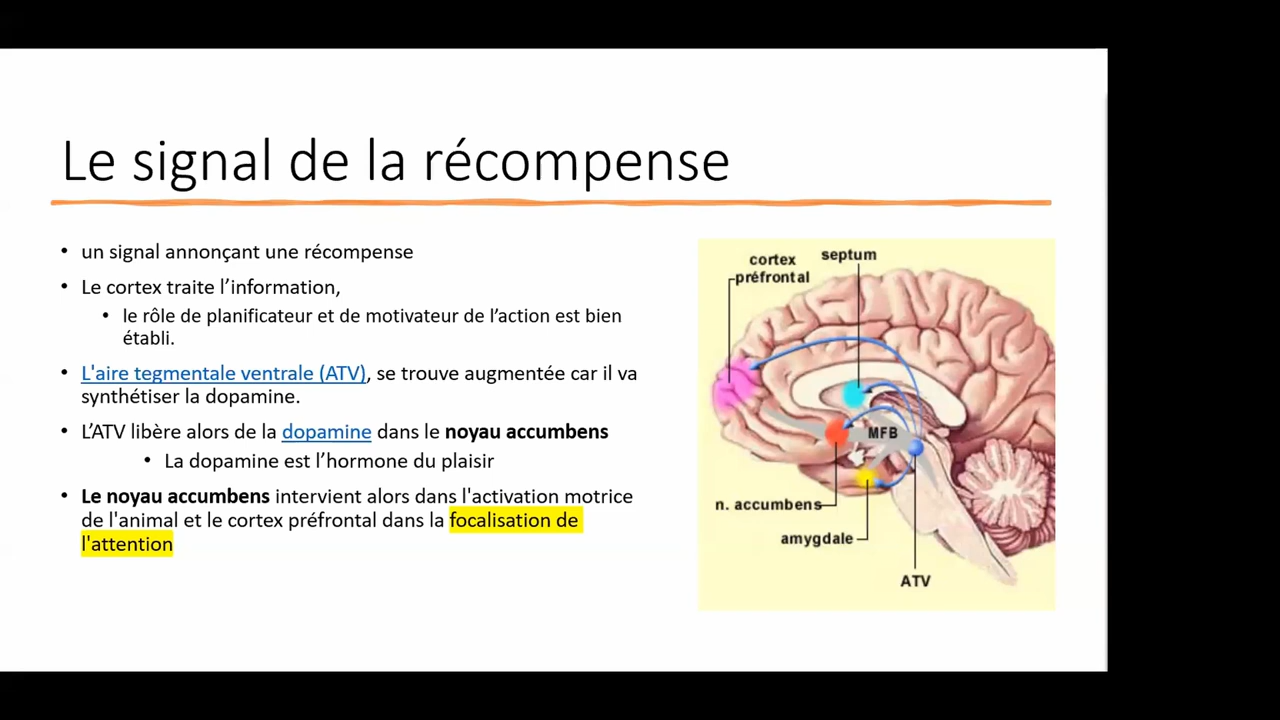 Le signal de la récompense
• un signal annonçant une récompense
• Le cortex traite l’information,
• le rôle de planificateur et de motivateur de l’action est bien
établi.
• L'aire tegmentale ventrale (ATV), se trouve augmentée car il va
synthétiser la dopamine.
• L’ATV libère alors de la dopamine dans le noyau accumbens
• La dopamine est l’hormone du plaisir
• Le noyau accumbens intervient alors dans l'activation motrice
de l'animal et le cortex préfrontal dans la focalisation de
l'attention
cortex
préfrontal
septum
MFB
n. accumbens
amygdale
ATV